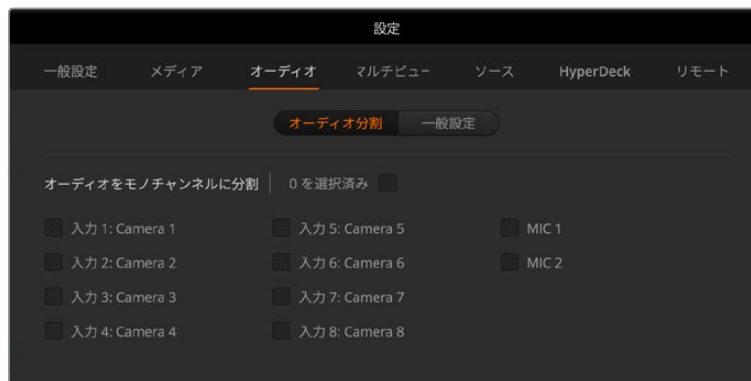 設定
一般設定 メディア オーディオ マルチビュー ソース HyperDeck リモート
オーディオ分割 一般設定
オーディオをモノチャンネルに分割 0 を選択済み
入力 1: Camera 1 入力 5: Camera 5 MIC 1
入力 2: Camera 2 入力 6: Camera 6 MIC 2
入力 3: Camera 3 入力 7: Camera 7
入力 4: Camera 4 入力 8: Camera 8